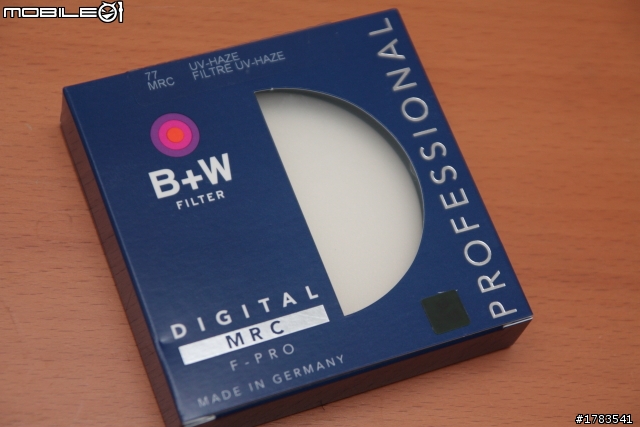 MOBILE01
77 UV-HAZE
MRC FILTRE UV-HAZE
B+W
FILTER
PROFESSIONAL
DIGITAL
MRC
F-PRO
MADE IN GERMANY
#1783541